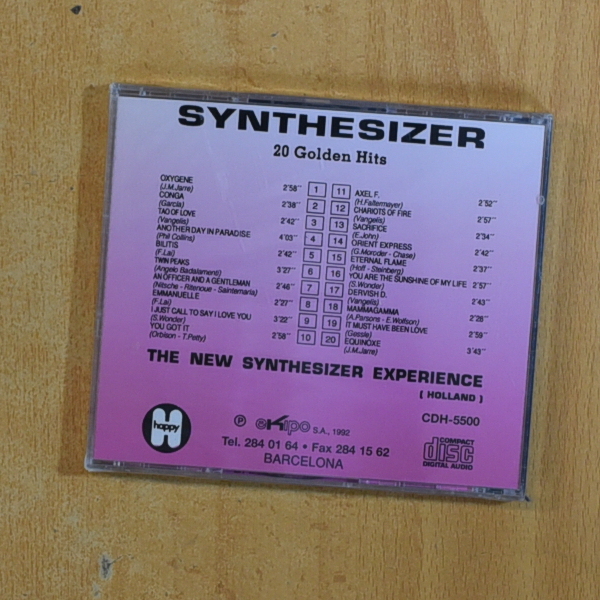 SYNTHESIZER
20 Golden Hits
OXYGENE
(J.M.Jarre) 2'58'' 1
CONGA
(Garcia) 2'38'' 2
TAO OF LOVE
(Vangelis) 2'42'' 3
ANOTHER DAY IN PARADISE
(Phil Collins) 4'03'' 4
BILITIS
(F.Lai) 2'42'' 5
TWIN PEAKS
(Angelo Badalamenti) 3'27'' 6
AN OFFICER AND A GENTLEMAN
(Nitsche - Ritenoue - Saintemaria) 2'46'' 7
EMMANUELLE
(F.Lai) 2'27'' 8
I JUST CALL TO SAY I LOVE YOU
(S.Wonder) 3'22'' 9
YOU GOT IT
(Orbison - T.Petty) 2'58'' 10
11 AXEL F.
(H.Faltermayer) 2'52''
12 CHARIOTS OF FIRE
(Vangelis) 2'57''
13 SACRIFICE
(E.John) 2'34''
14 ORIENT EXPRESS
(G.Moroder - Chase) 2'42''
15 ETERNAL FLAME
(Hoff - Steinberg) 2'37''
16 YOU ARE THE SUNSHINE OF MY LIFE
(S.Wonder) 2'57''
17 DERVISH D.
(Vangelis) 2'43''
18 MAMMAGAMMA
(A.Parsons - E.Wolfson) 2'28''
19 IT MUST HAVE BEEN LOVE
(Gessle) 2'59''
20 EQUINOXE
(J.M.Jarre) 3'43''
THE NEW SYNTHESIZER EXPERIENCE
( HOLLAND )
happy
℗ © Kipo S.A., 1992
CDH-5500
Tel. 284 01 64 • Fax 284 15 62
BARCELONA
COMPACT
disc
DIGITAL AUDIO